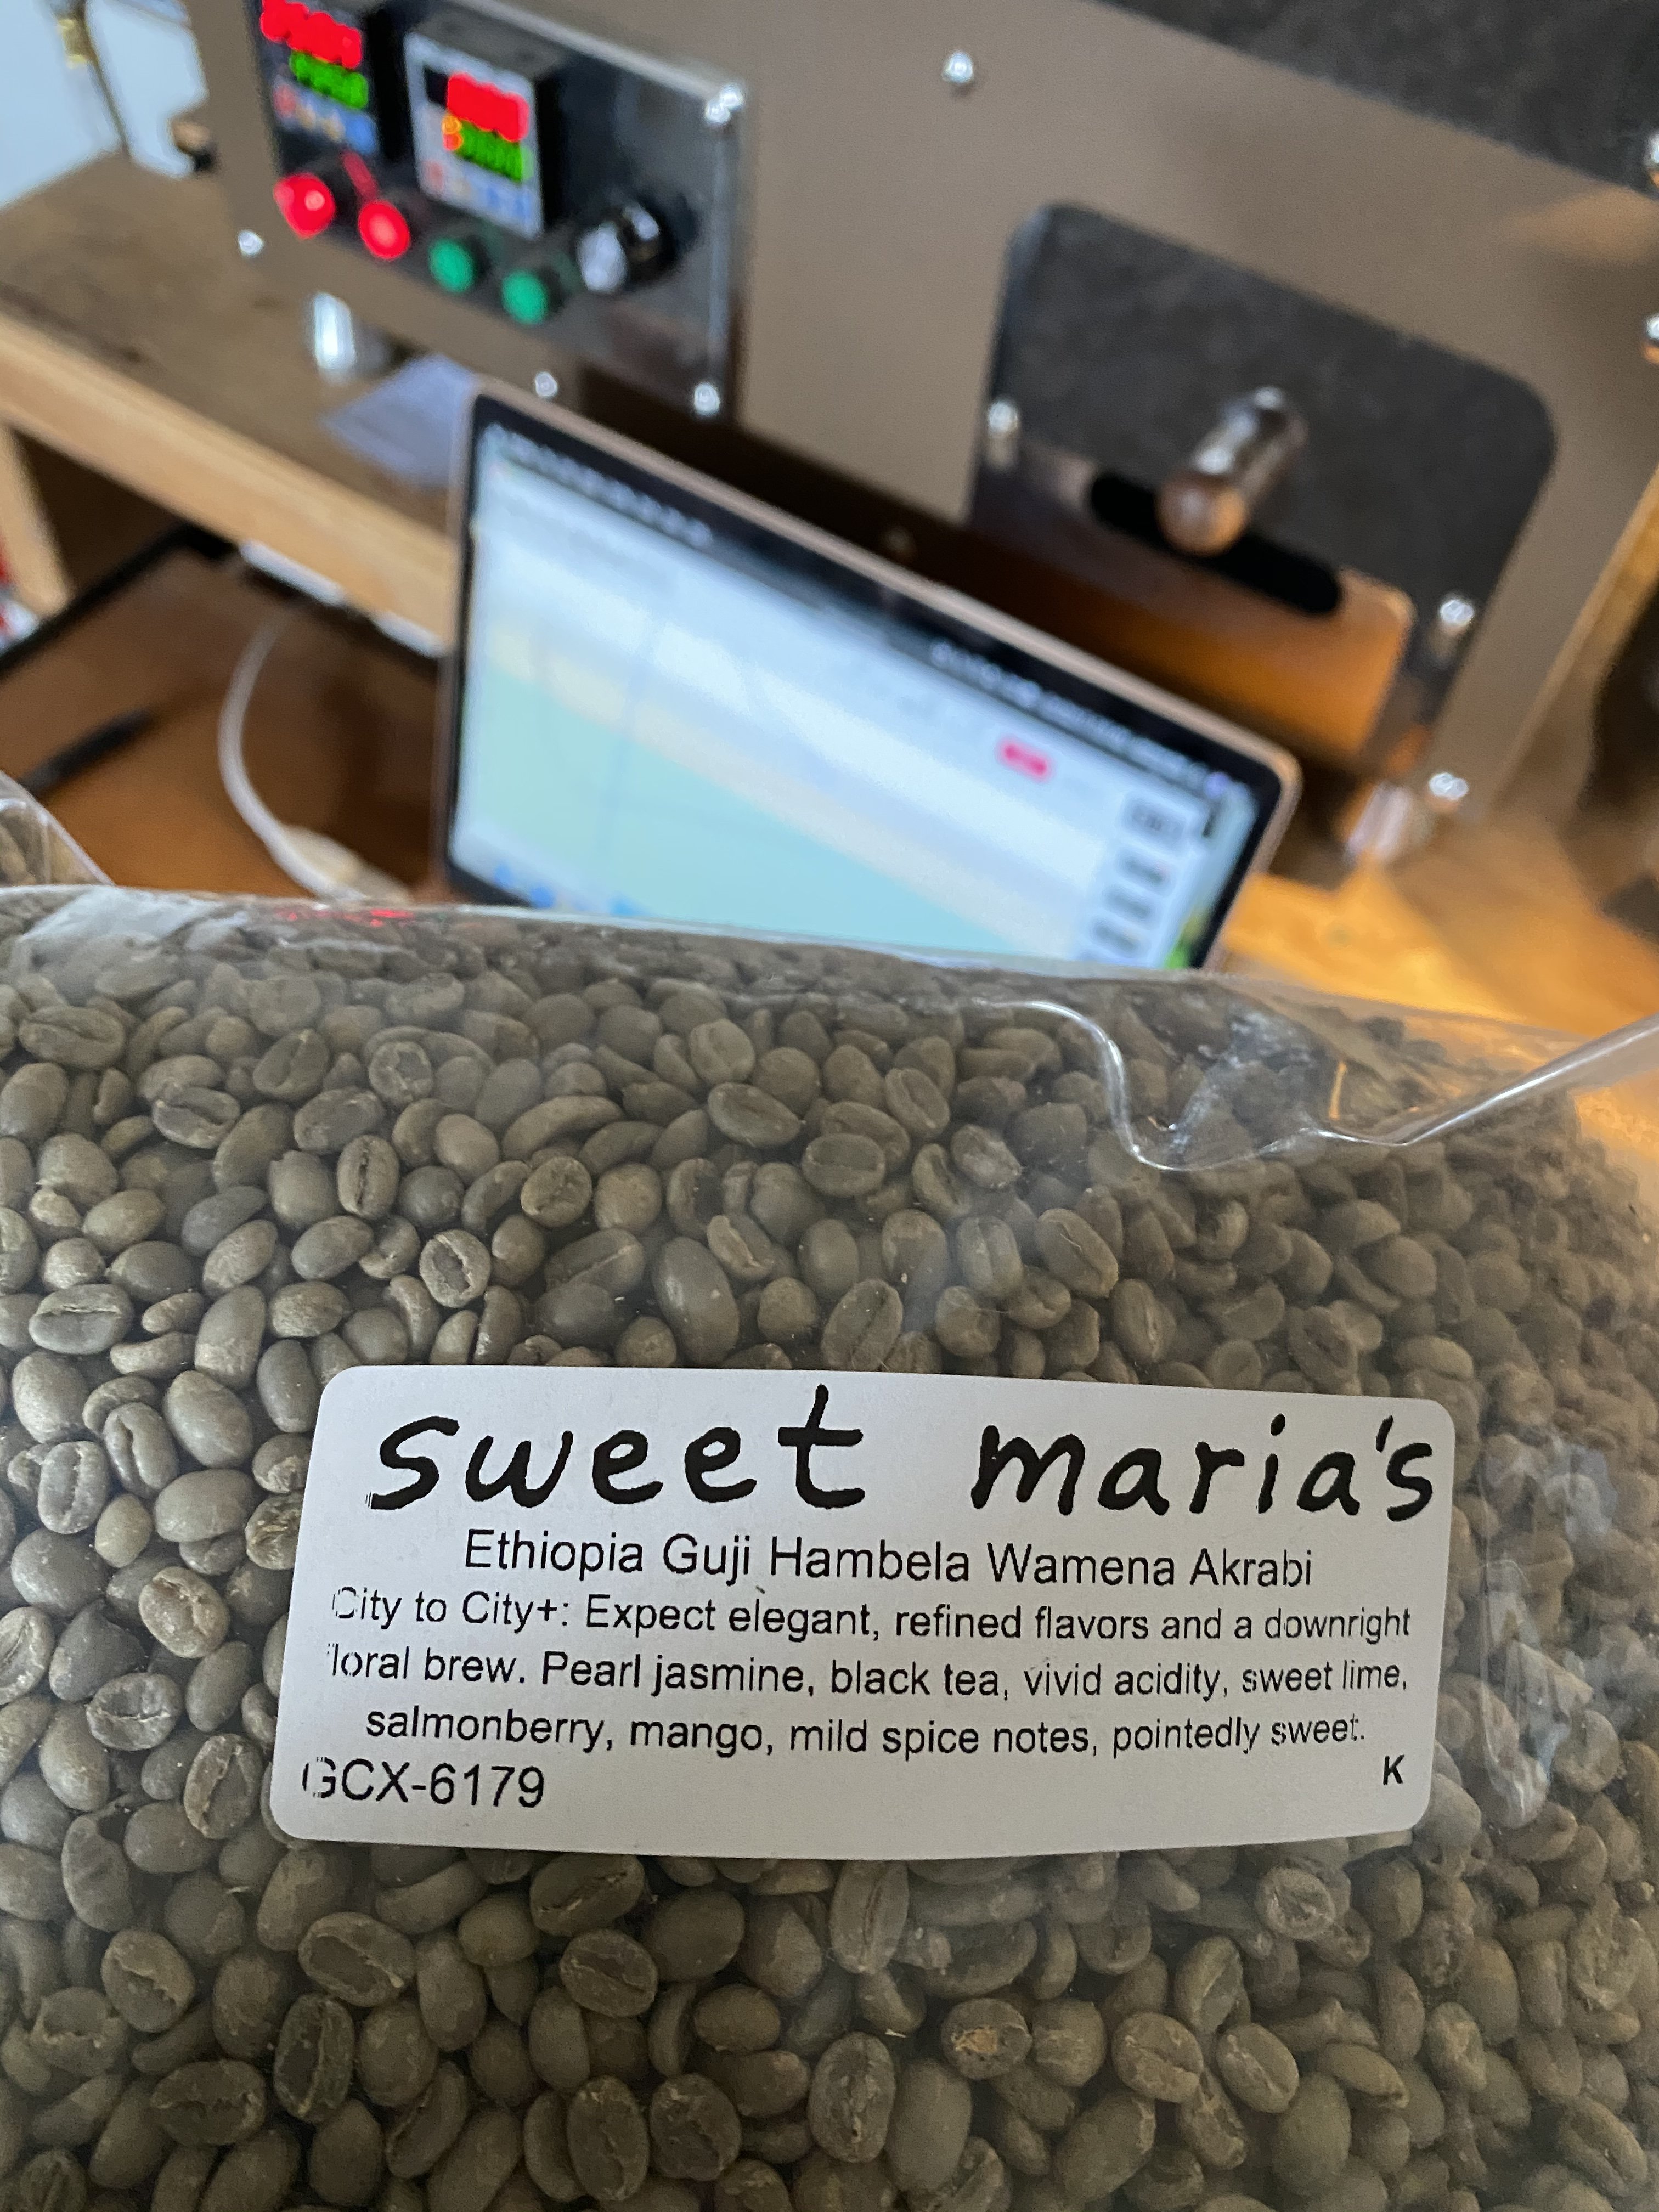 sweet maria's
Ethiopia Guji Hambela Wamena Akrabi
City to City+: Expect elegant, refined flavors and a downright
loral brew. Pearl jasmine, black tea, vivid acidity, sweet lime,
salmonberry, mango, mild spice notes, pointedly sweet.
GCX-6179
K